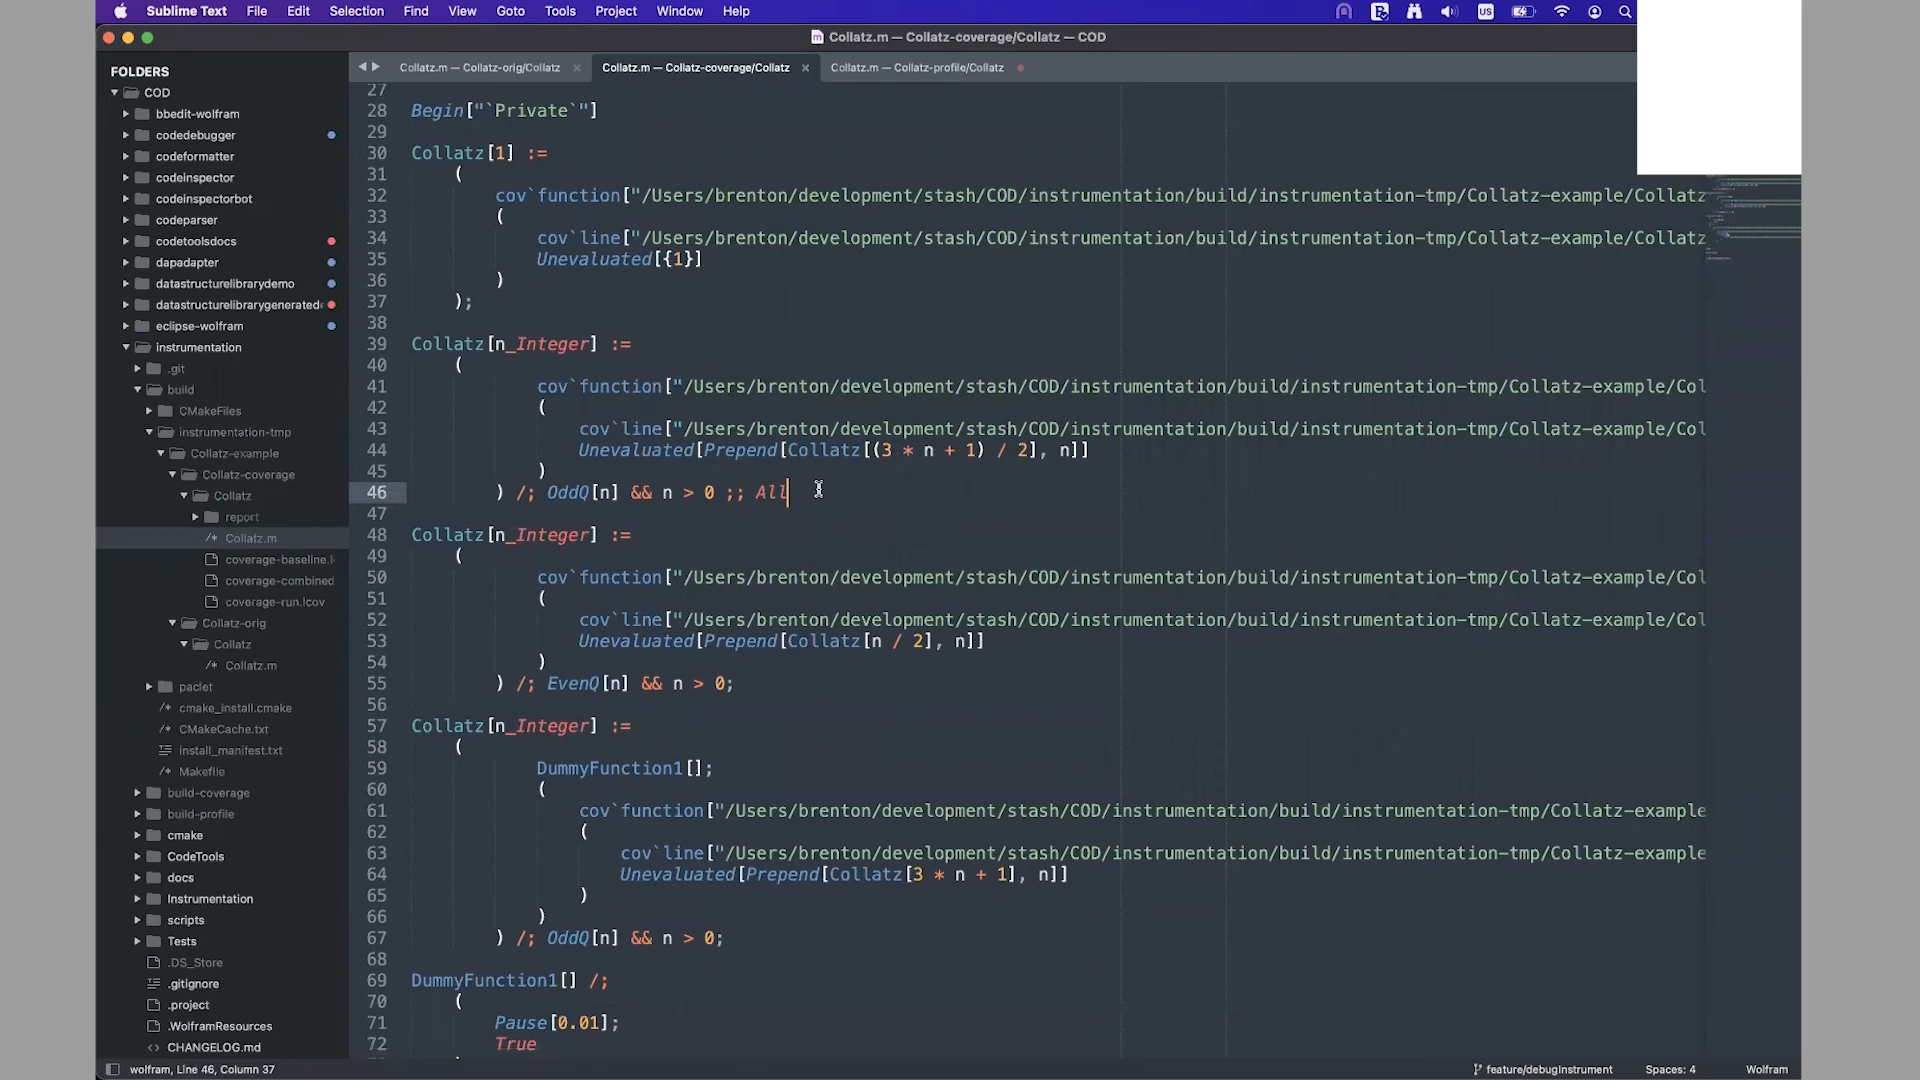 Sublime Text File Edit Selection Find View Goto Tools Project Window Help US
Collatz.m — Collatz-coverage/Collatz — COD
FOLDERS
COD
bbedit-wolfram
codedebugger
codeformatter
codeinspector
codeinspectorbot
codeparser
codetoolsdocs
dapadapter
datastructurelibrarydemo
datastructurelibrarygenerated
eclipse-wolfram
instrumentation
.git
build
CMakeFiles
instrumentation-tmp
Collatz-example
Collatz-coverage
Collatz
report
Collatz.m
coverage-baseline.l
coverage-combined
coverage-run.lcov
Collatz-orig
Collatz
Collatz.m
paclet
cmake_install.cmake
CMakeCache.txt
install_manifest.txt
Makefile
build-coverage
build-profile
cmake
CodeTools
docs
Instrumentation
scripts
Tests
.DS_Store
.gitignore
.project
.WolframResources
CHANGELOG.md
Collatz.m — Collatz-orig/Collatz Collatz.m — Collatz-coverage/Collatz Collatz.m — Collatz-profile/Collatz
27
28 Begin["`Private`"]
29
30 Collatz[1] :=
31 (
32 cov`function["/Users/brenton/development/stash/COD/instrumentation/build/instrumentation-tmp/Collatz-example/Collatz
33 (
34 cov`line["/Users/brenton/development/stash/COD/instrumentation/build/instrumentation-tmp/Collatz-example/Collatz
35 Unevaluated[{1}]
36 )
37 );
38
39 Collatz[n_Integer] :=
40 (
41 cov`function["/Users/brenton/development/stash/COD/instrumentation/build/instrumentation-tmp/Collatz-example/Col
42 (
43 cov`line["/Users/brenton/development/stash/COD/instrumentation/build/instrumentation-tmp/Collatz-example/Col
44 Unevaluated[Prepend[Collatz[(3 * n + 1) / 2], n]]
45 )
46 ) /; OddQ[n] && n > 0 ;; All
47
48 Collatz[n_Integer] :=
49 (
50 cov`function["/Users/brenton/development/stash/COD/instrumentation/build/instrumentation-tmp/Collatz-example/Col
51 (
52 cov`line["/Users/brenton/development/stash/COD/instrumentation/build/instrumentation-tmp/Collatz-example/Col
53 Unevaluated[Prepend[Collatz[n / 2], n]]
54 )
55 ) /; EvenQ[n] && n > 0;
56
57 Collatz[n_Integer] :=
58 (
59 DummyFunction1[];
60 (
61 cov`function["/Users/brenton/development/stash/COD/instrumentation/build/instrumentation-tmp/Collatz-example
62 (
63 cov`line["/Users/brenton/development/stash/COD/instrumentation/build/instrumentation-tmp/Collatz-example
64 Unevaluated[Prepend[Collatz[3 * n + 1], n]]
65 )
66 )
67 ) /; OddQ[n] && n > 0;
68
69 DummyFunction1[] /;
70 (
71 Pause[0.01];
72 True
wolfram, Line 46, Column 37 feature/debugInstrument Spaces: 4 Wolfram